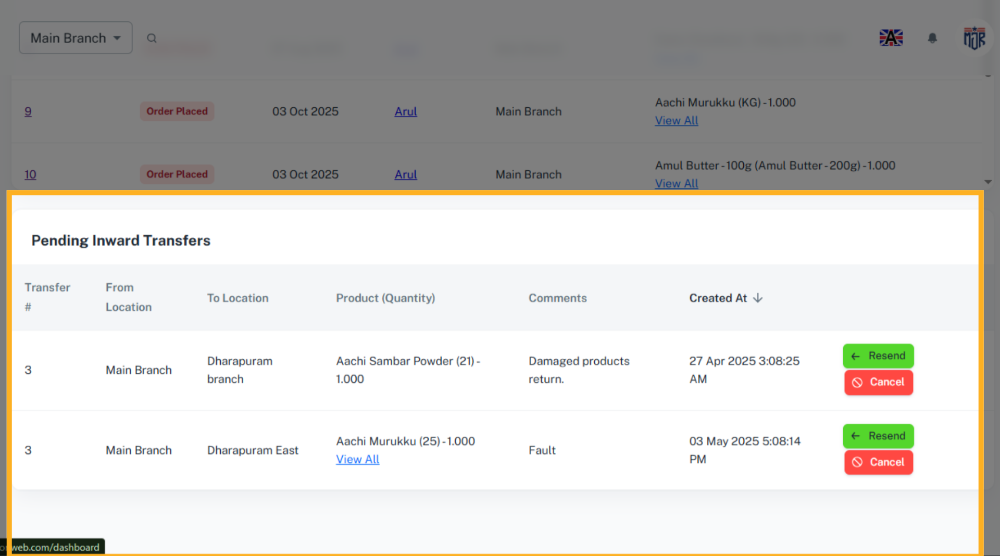 Main Branch
A
MJR
9 Order Placed 03 Oct 2025 Arul Main Branch Aachi Murukku (KG) - 1.000
View All
10 Order Placed 03 Oct 2025 Arul Main Branch Amul Butter - 100g (Amul Butter - 200g) - 1.000
View All
Pending Inward Transfers
Transfer # From Location To Location Product (Quantity) Comments Created At
3 Main Branch Dharapuram branch Aachi Sambar Powder (21) - 1.000 Damaged products return. 27 Apr 2025 3:08:25 AM Resend
Cancel
3 Main Branch Dharapuram East Aachi Murukku (25) - 1.000 Fault 03 May 2025 5:08:14 PM Resend
View All Cancel
web.com/dashboard